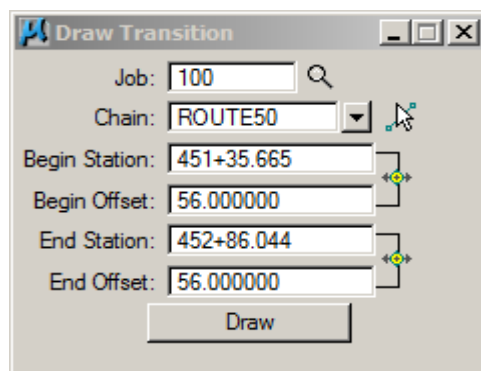 Draw Transition
Job: 100
Chain: ROUTE50
Begin Station: 451+35.665
Begin Offset: 56.000000
End Station: 452+86.044
End Offset: 56.000000
Draw